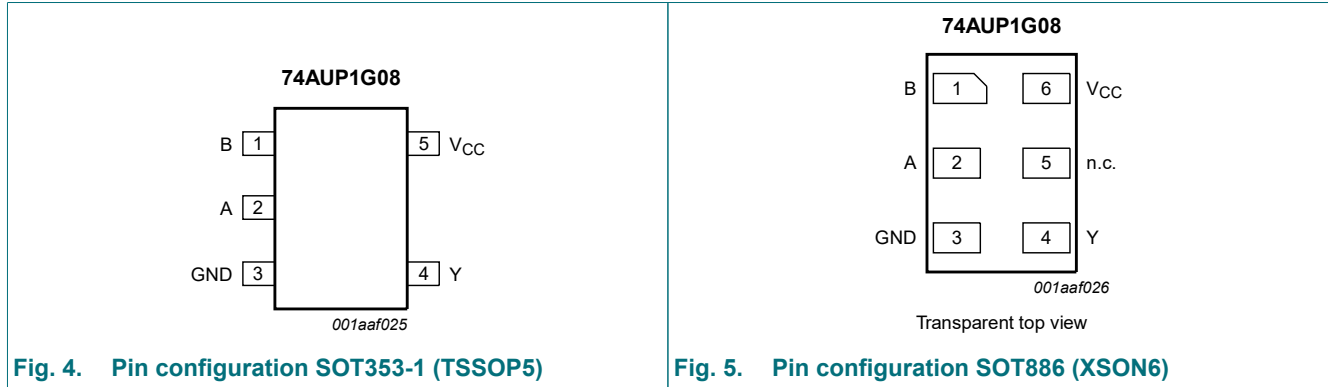 74AUP1G08
B 1 5 VCC
A 2
GND 3 4 Y
001aaf025
Fig. 4. Pin configuration SOT353-1 (TSSOP5)
74AUP1G08
B 1 6 VCC
A 2 5 n.c.
GND 3 4 Y
001aaf026
Transparent top view
Fig. 5. Pin configuration SOT886 (XSON6)